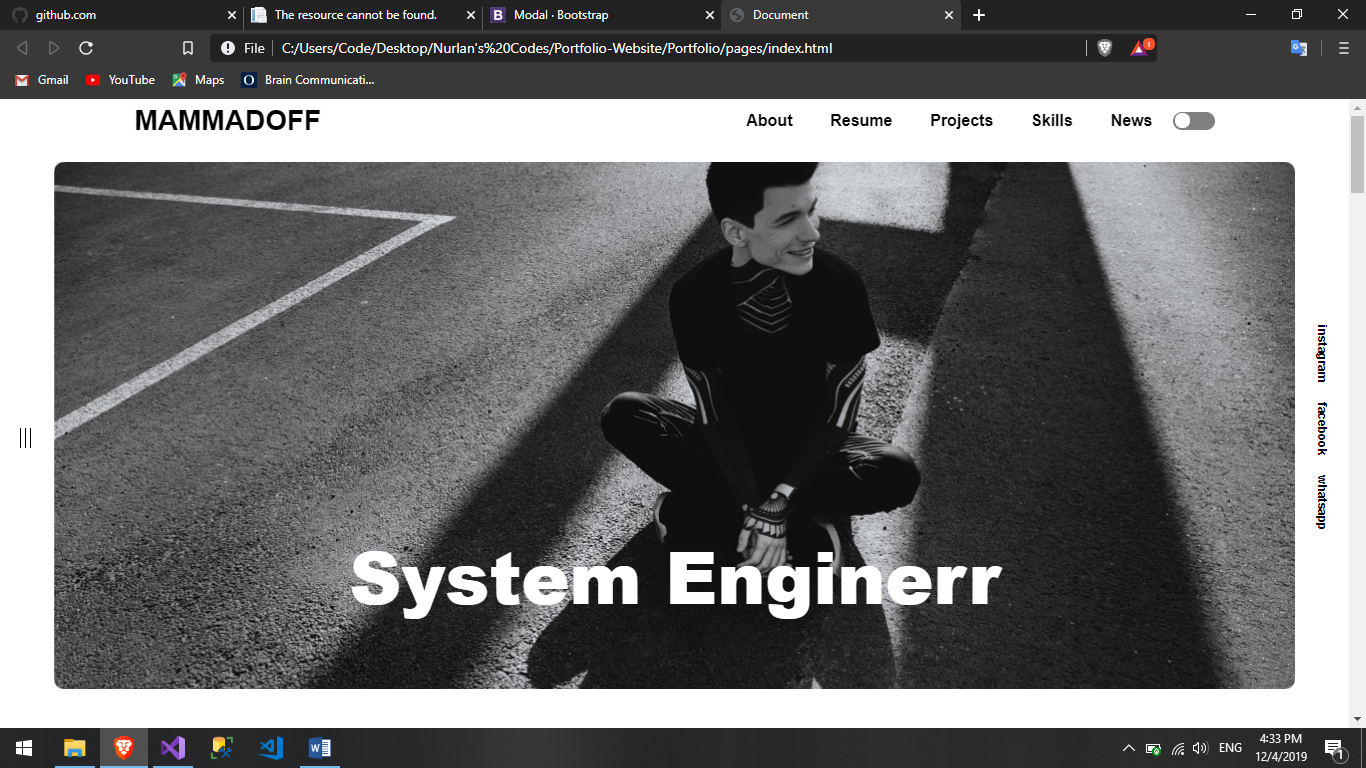 github.com
The resource cannot be found.
B Modal · Bootstrap
Document
File C:/Users/Code/Desktop/Nurlan's%20Codes/Portfolio-Website/Portfolio/pages/index.html
1
Gmail YouTube Maps O Brain Communicati...
MAMMADOFF
About Resume Projects Skills News
instagram
facebook
whatsapp
System Enginerr
ENG
4:33 PM
12/4/2019
1